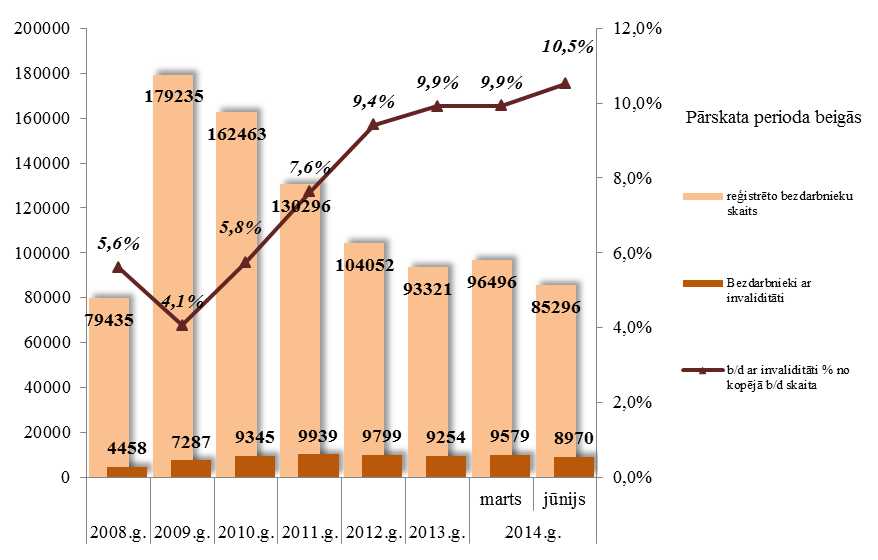 200000
180000
160000
140000
120000
100000
80000
60000
40000
20000
0
12,0%
10,0%
8,0%
6,0%
4,0%
2,0%
0,0%
5,6%
4,1%
5,8%
7,6%
9,4%
9,9%
9,9%
10,5%
79435
179235
162463
130296
104052
93321
96496
85296
4458
7287
9345
9939
9799
9254
9579
8970
marts
jūnijs
2008.g.
2009.g.
2010.g.
2011.g.
2012.g.
2013.g.
2014.g.
Pārskata perioda beigās
reģistrēto bezdarbnieku
skaits
Bezdarbnieki ar
invaliditāti
b/d ar invaliditāti % no
kopējā b/d skaita